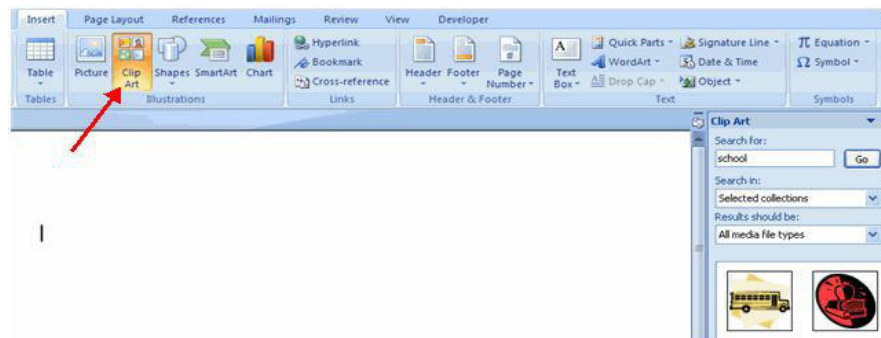 Insert Page Layout References Mailings Review View Developer
Table
Tables
Picture Clip Art Shapes SmartArt Chart
Illustrations
Hyperlink
Bookmark
Cross-reference
Links
Header Footer Page Number
Header & Footer
A
Text Box
Quick Parts
WordArt
Drop Cap
Signature Line
Date & Time
Object
Text
π Equation
Ω Symbol
Symbols
Clip Art
Search for:
school Go
Search in:
Selected collections
Results should be:
All media file types